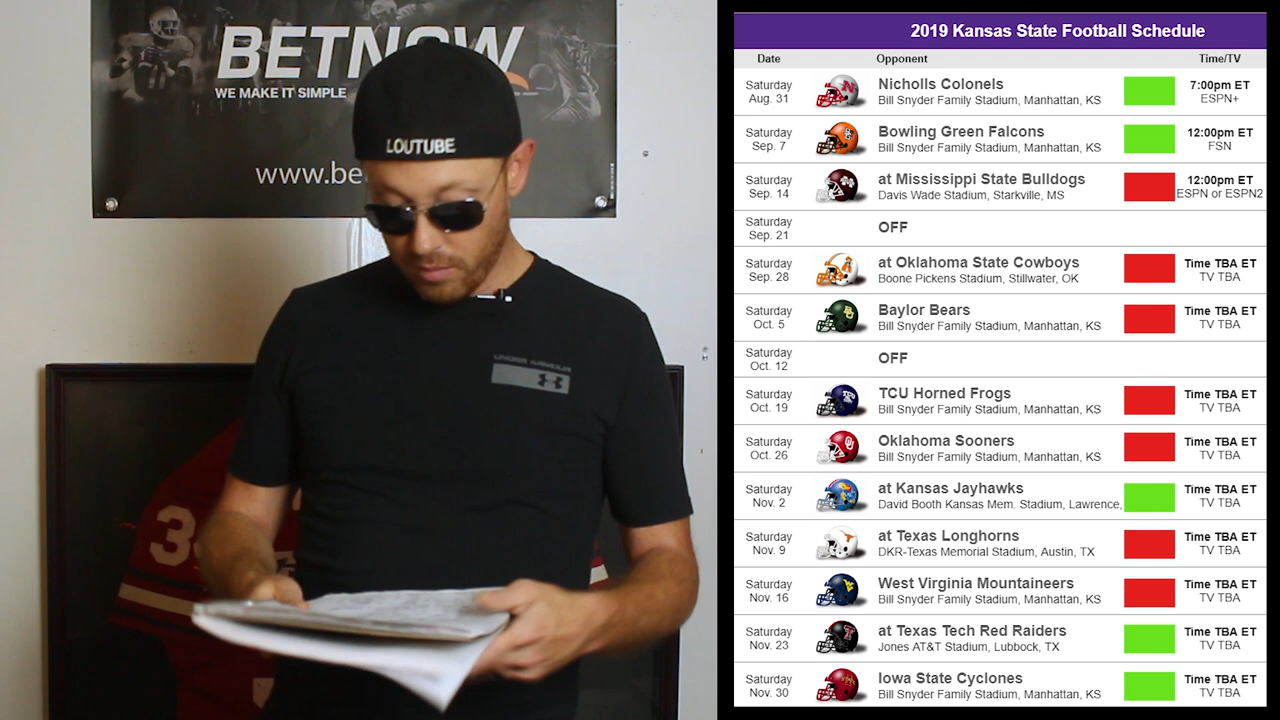 BETNOW
WE MAKE IT SIMPLE
www.be
LOUTUBE
UNDER ARMOUR
3
2019 Kansas State Football Schedule
Date Opponent Time/TV
Saturday Aug. 31 Nicholls Colonels 7:00pm ET
Bill Snyder Family Stadium, Manhattan, KS ESPN+
Saturday Sep. 7 Bowling Green Falcons 12:00pm ET
Bill Snyder Family Stadium, Manhattan, KS FSN
Saturday Sep. 14 at Mississippi State Bulldogs 12:00pm ET
Davis Wade Stadium, Starkville, MS ESPN or ESPN2
Saturday Sep. 21 OFF
Saturday Sep. 28 at Oklahoma State Cowboys Time TBA ET
Boone Pickens Stadium, Stillwater, OK TV TBA
Saturday Oct. 5 Baylor Bears Time TBA ET
Bill Snyder Family Stadium, Manhattan, KS TV TBA
Saturday Oct. 12 OFF
Saturday Oct. 19 TCU Horned Frogs Time TBA ET
Bill Snyder Family Stadium, Manhattan, KS TV TBA
Saturday Oct. 26 Oklahoma Sooners Time TBA ET
Bill Snyder Family Stadium, Manhattan, KS TV TBA
Saturday Nov. 2 at Kansas Jayhawks Time TBA ET
David Booth Kansas Mem. Stadium, Lawrence, TV TBA
Saturday Nov. 9 at Texas Longhorns Time TBA ET
DKR-Texas Memorial Stadium, Austin, TX TV TBA
Saturday Nov. 16 West Virginia Mountaineers Time TBA ET
Bill Snyder Family Stadium, Manhattan, KS TV TBA
Saturday Nov. 23 at Texas Tech Red Raiders Time TBA ET
Jones AT&T Stadium, Lubbock, TX TV TBA
Saturday Nov. 30 Iowa State Cyclones Time TBA ET
Bill Snyder Family Stadium, Manhattan, KS TV TBA